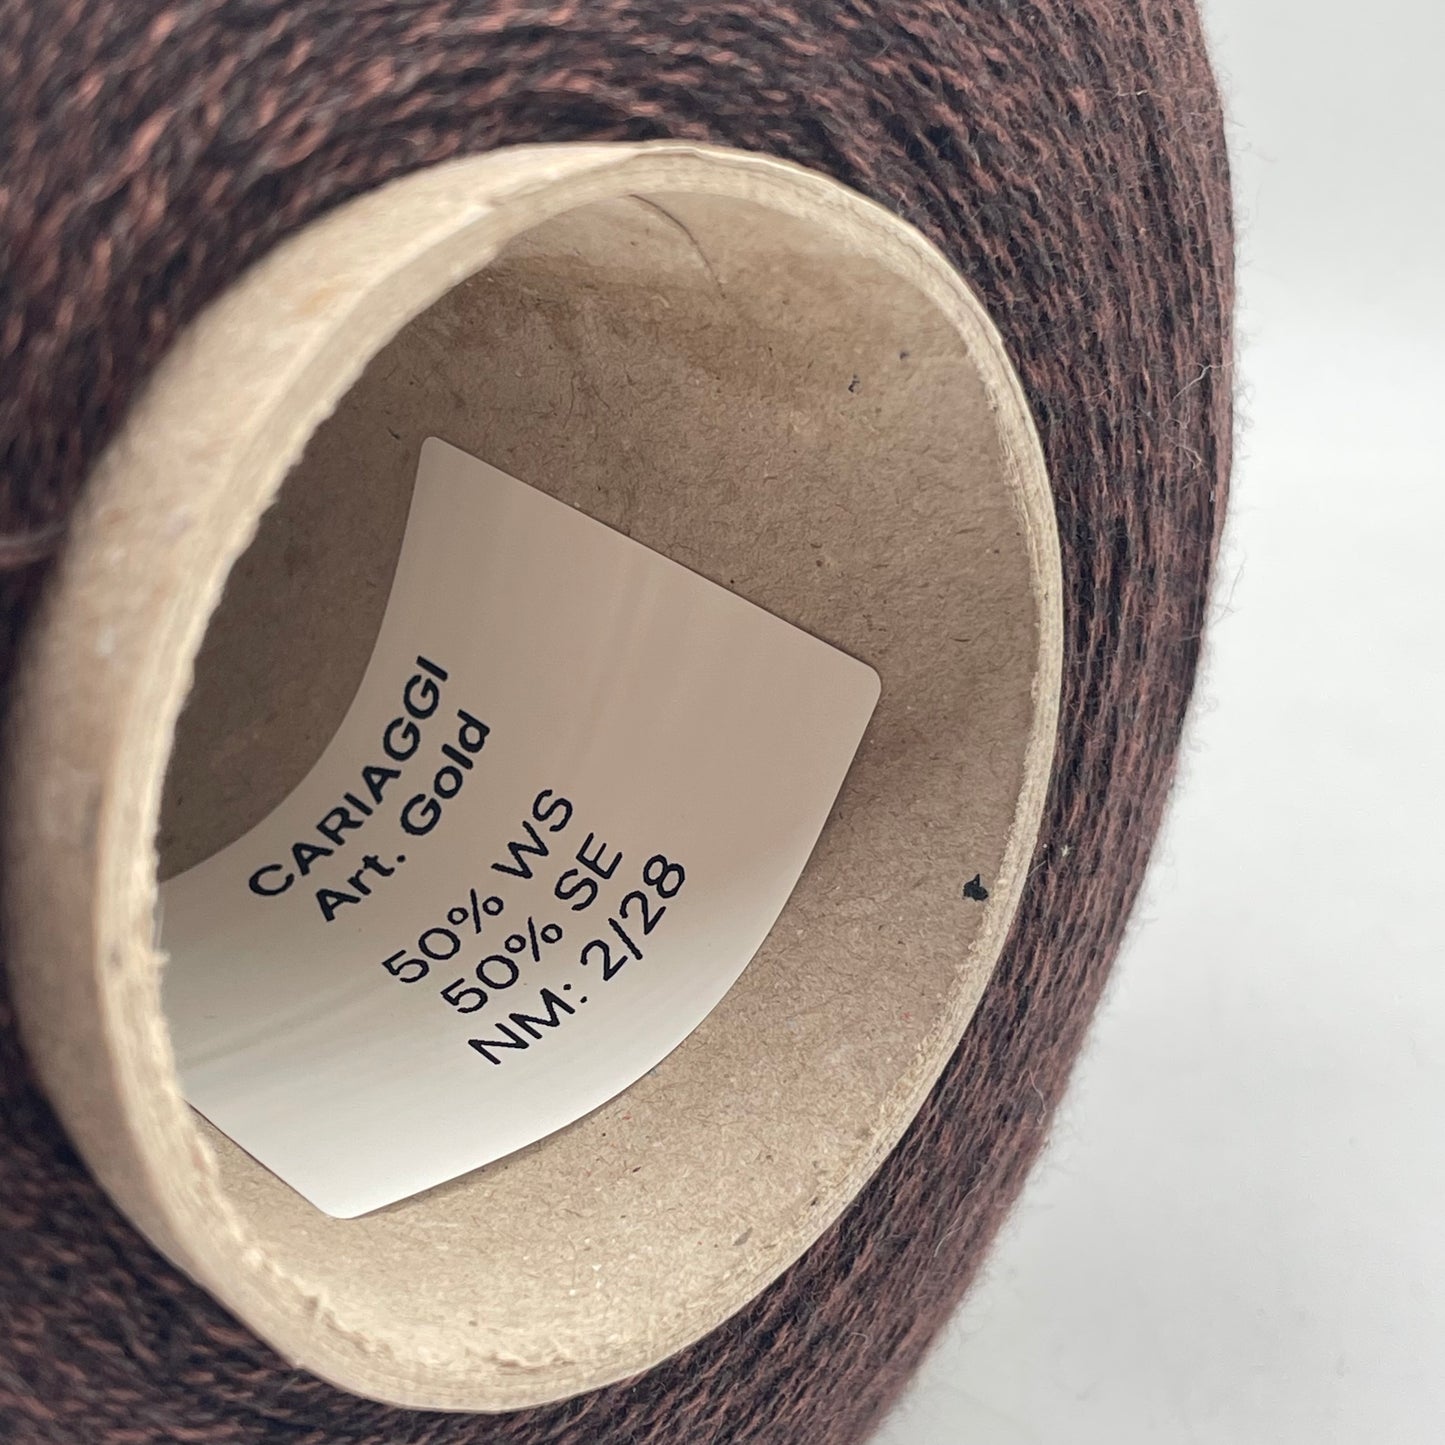 CARIAGGI
Art. Gold
50% WS
50% SE
NM: 2/28